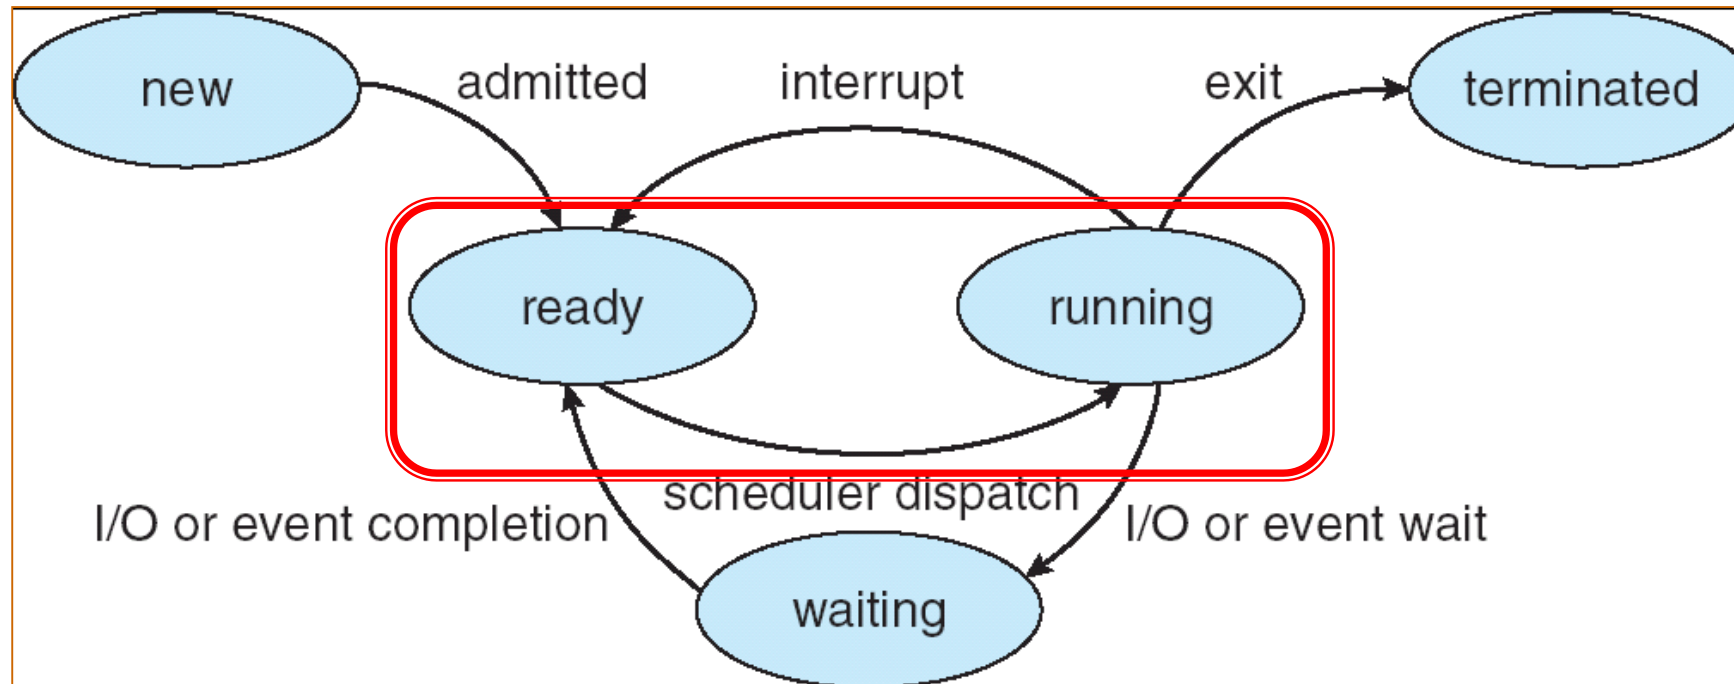 new
admitted
interrupt
exit
terminated
ready
running
scheduler dispatch
I/O or event completion
I/O or event wait
waiting